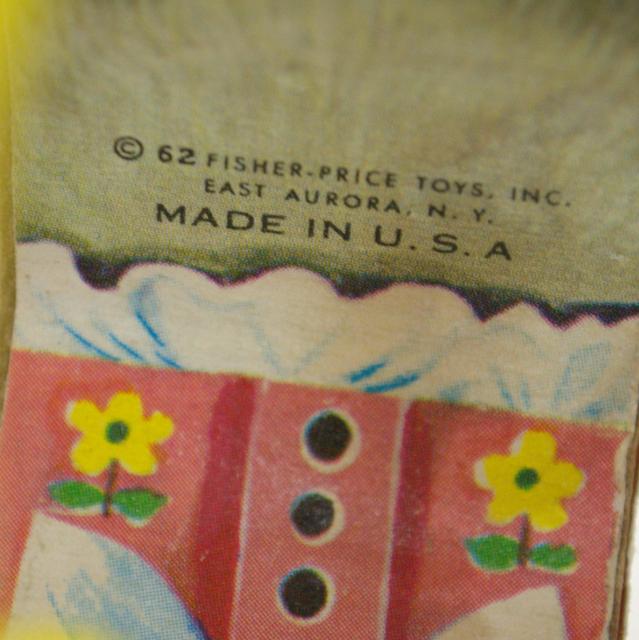 © 62 FISHER-PRICE TOYS, INC.
EAST AURORA, N. Y.
MADE IN U. S. A